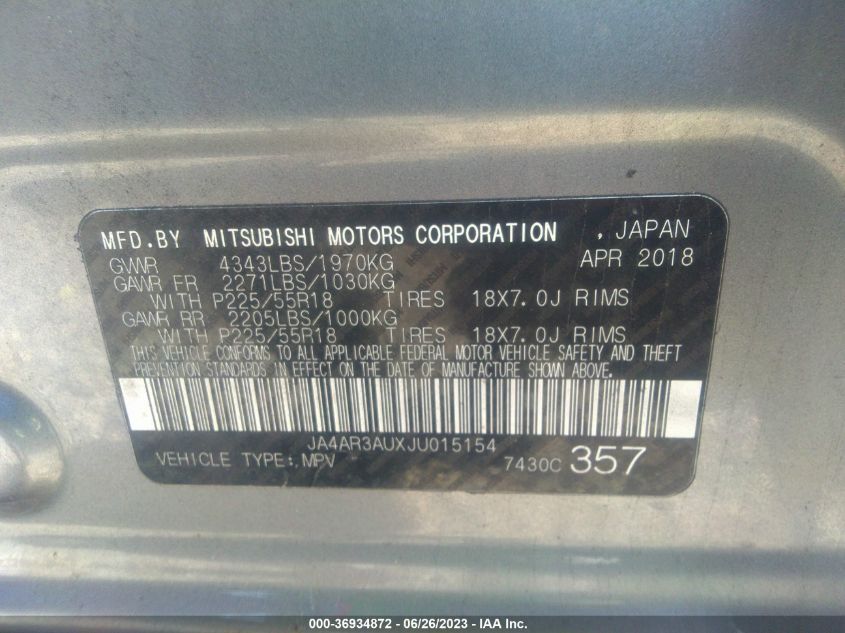 MFD.BY MITSUBISHI MOTORS CORPORATION , JAPAN
GVWR 4343LBS/1970KG APR 2018
GAWR FR 2271LBS/1030KG
WITH P225/55R18 TIRES 18X7.0J RIMS
GAWR RR 2205LBS/1000KG
WITH P225/55R18 TIRES 18X7.0J RIMS
THIS VEHICLE CONFORMS TO ALL APPLICABLE FEDERAL MOTOR VEHICLE SAFETY AND THEFT
PREVENTION STANDARDS IN EFFECT ON THE DATE OF MANUFACTURE SHOWN ABOVE.
JA4AR3AUXJU015154
VEHICLE TYPE: MPV 7430C 357
000-36934872 - 06/26/2023 - IAA Inc.